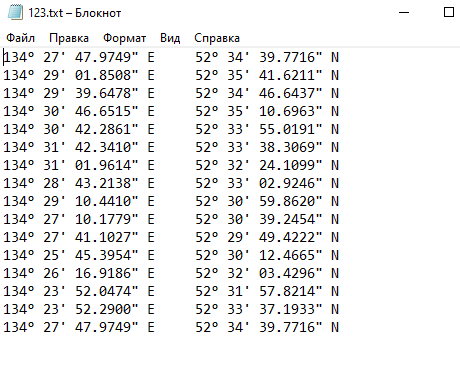 123.txt – Блокнот
Файл Правка Формат Вид Справка
134° 27' 47.9749" E 52° 34' 39.7716" N
134° 29' 01.8508" E 52° 35' 41.6211" N
134° 29' 39.6478" E 52° 34' 46.6437" N
134° 30' 46.6515" E 52° 35' 10.6963" N
134° 30' 42.2861" E 52° 33' 55.0191" N
134° 31' 42.3410" E 52° 33' 38.3069" N
134° 31' 01.9614" E 52° 32' 24.1099" N
134° 28' 43.2138" E 52° 33' 02.9246" N
134° 29' 10.4410" E 52° 30' 59.8620" N
134° 27' 10.1779" E 52° 30' 39.2454" N
134° 27' 41.1027" E 52° 29' 49.4222" N
134° 25' 45.3954" E 52° 30' 12.4665" N
134° 26' 16.9186" E 52° 32' 03.4296" N
134° 23' 52.0474" E 52° 31' 57.8214" N
134° 23' 52.2900" E 52° 33' 37.1933" N
134° 27' 47.9749" E 52° 34' 39.7716" N